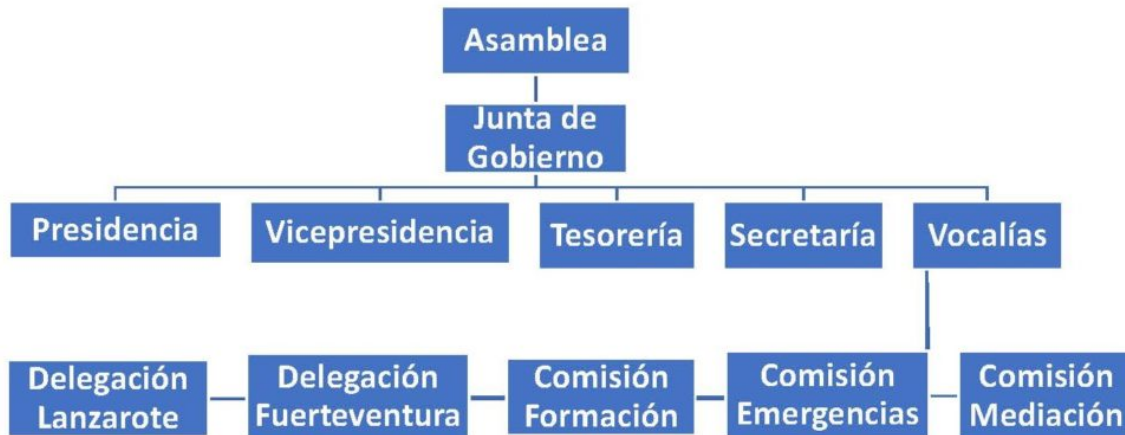 Asamblea
Junta de
Gobierno
Presidencia
Vicepresidencia
Tesorería
Secretaría
Vocalías
Delegación
Lanzarote
Delegación
Fuerteventura
Comisión
Formación
Comisión
Emergencias
Comisión
Mediación